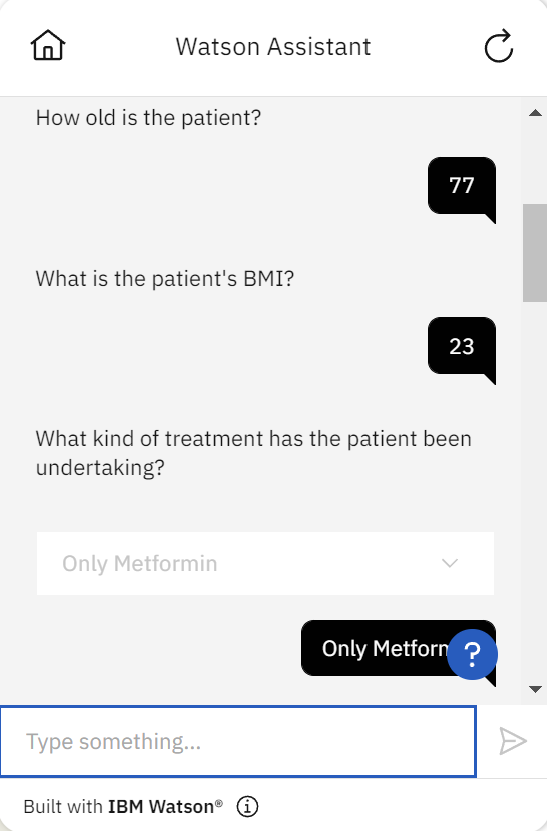 Watson Assistant
How old is the patient?
77
What is the patient's BMI?
23
What kind of treatment has the patient been
undertaking?
Only Metformin
Only Metforn
?
Type something...
Built with IBM Watson®